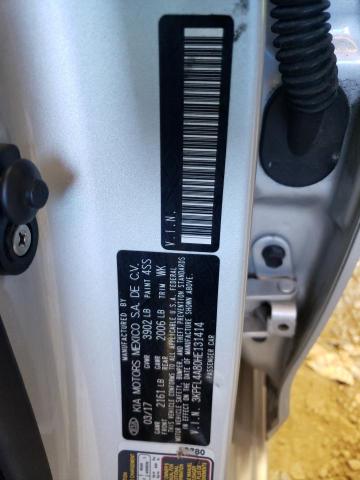 V.I.N.
MANUFACTURED BY
KIA MOTORS MEXICO S.A. DE C.V.
03/17 GVWR 3902 LB PAINT 4SS
GAWR FRONT 2161 LB GAWR REAR 2006 LB TRIM WK
THIS VEHICLE CONFORMS TO ALL APPLICABLE U.S.A. FEDERAL
MOTOR VEHICLE SAFETY, BUMPER, AND THEFT PREVENTION STANDARDS
IN EFFECT ON THE DATE OF MANUFACTURE SHOWN ABOVE.
V.I.N. : 3KPFL4A80HE131414
PASSENGER CAR